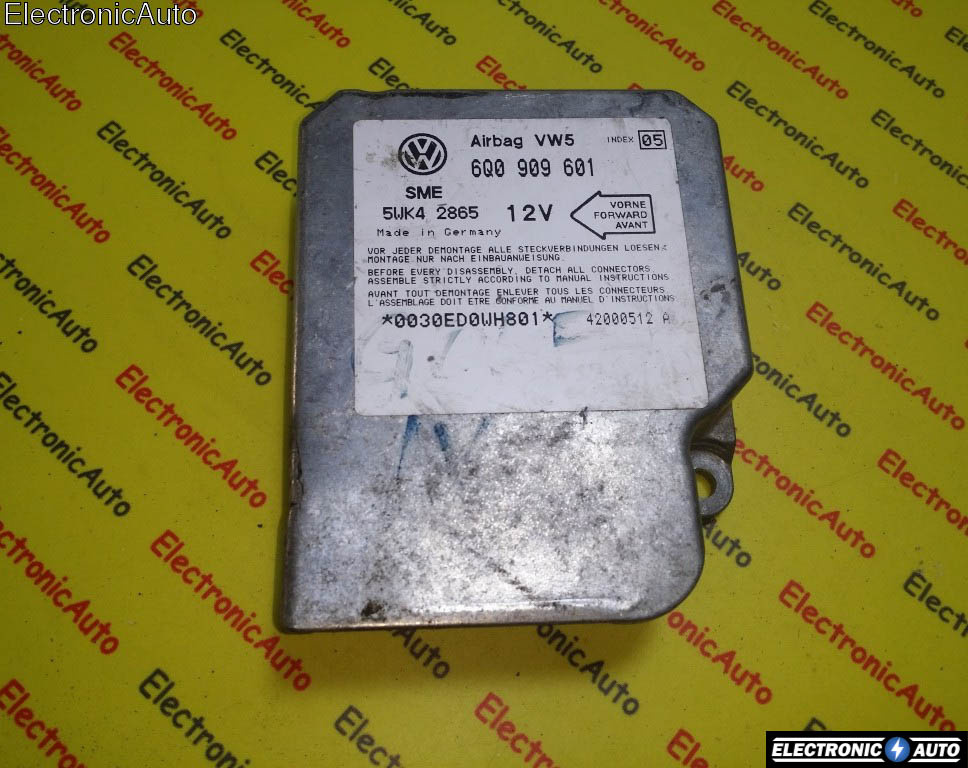 ElectronicAuto
Airbag VW5
INDEX 05
6Q0 909 601
SME
5WK4 2865
12V
VORNE
FORWARD
AVANT
Made in Germany
VOR JEDER DEMONTAGE ALLE STECKVERBINDUNGEN LOESEN.
MONTAGE NUR NACH EINBAUANWEISUNG.
BEFORE EVERY DISASSEMBLY, DETACH ALL CONNECTORS.
ASSEMBLE STRICTLY ACCORDING TO MANUAL INSTRUCTIONS.
AVANT TOUT DEMONTAGE ENLEVER TOUS LES CONNECTEURS.
L'ASSEMBLAGE DOIT ETRE CONFORME AU MANUEL D'INSTRUCTIONS.
*0030ED0WH801*
42000512 A
ELECTRONIC AUTO